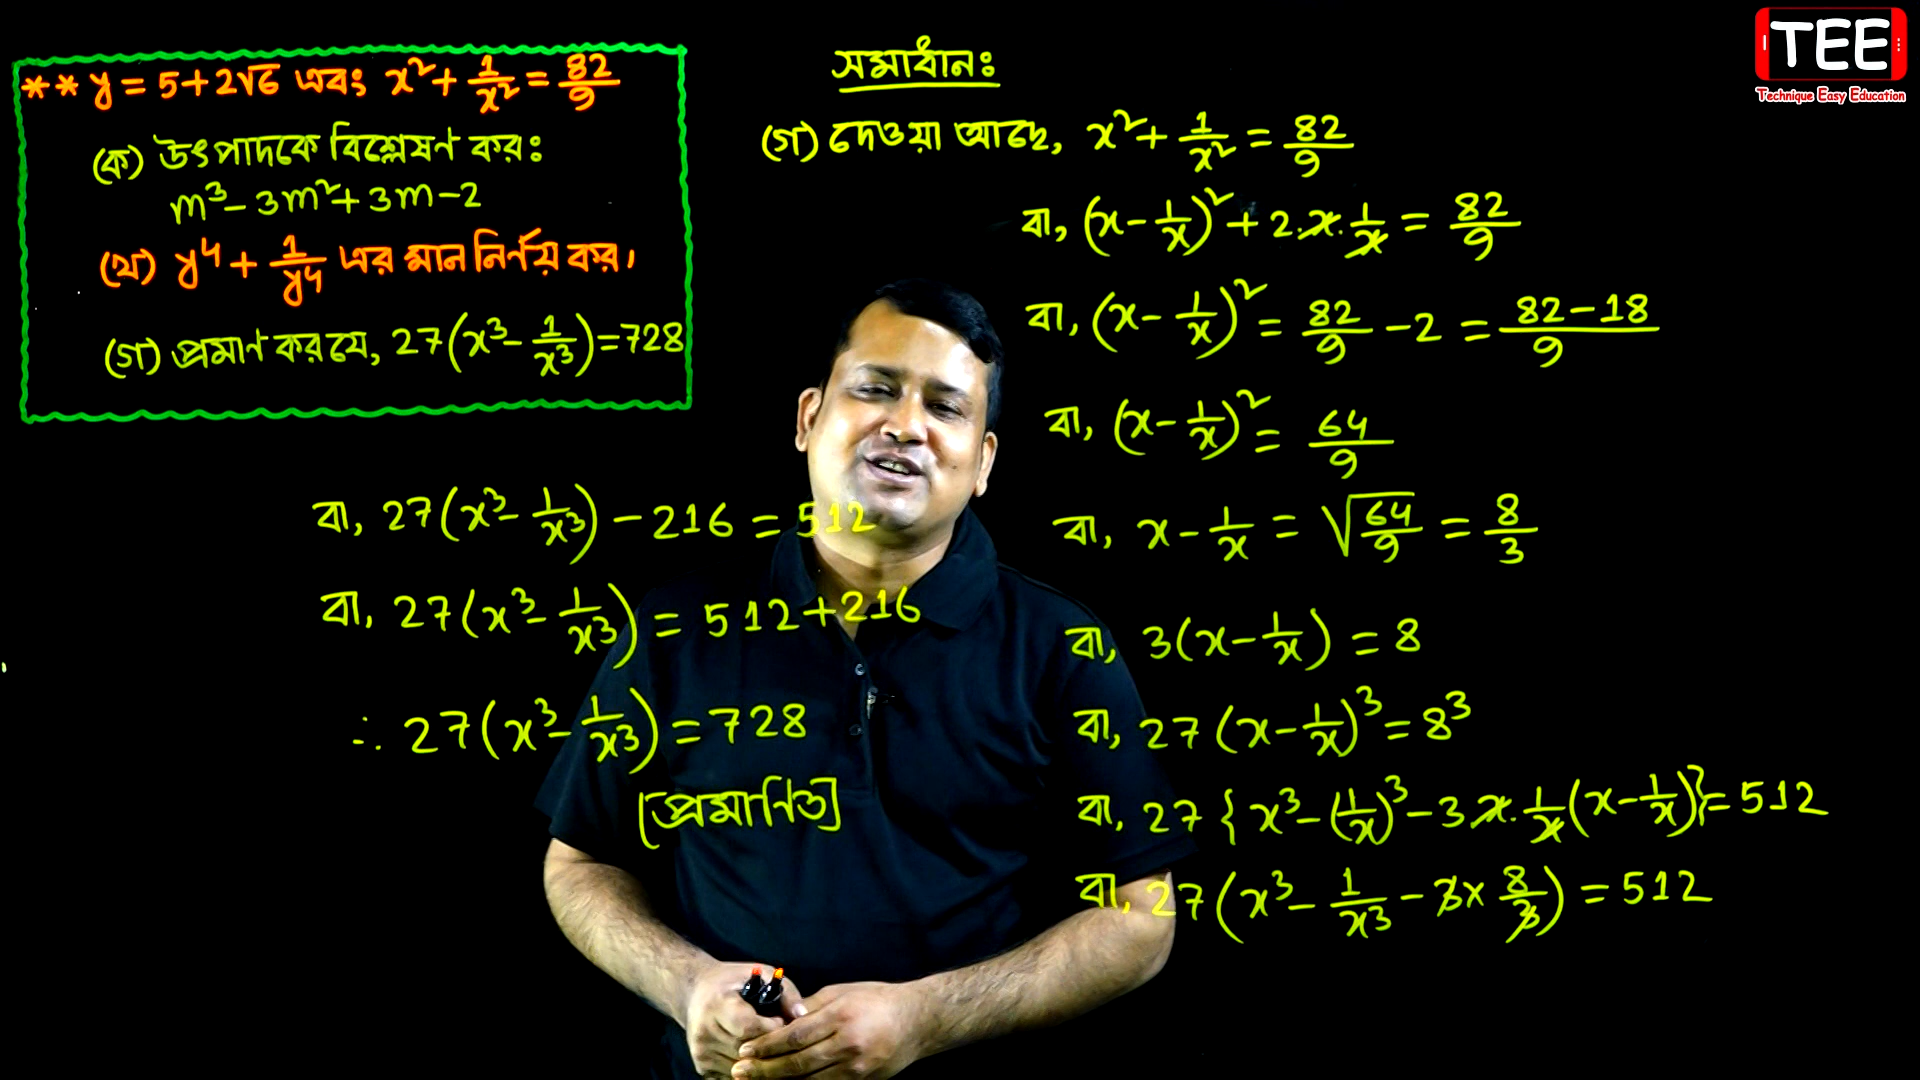 ** y = 5+2√6 এবং x² + 1/x² = 82/9
(ক) উৎপাদকে বিশ্লেষণ কর:
m³ - 3m² + 3m - 2
(খ) y⁴ + 1/y⁴ এর মান নির্ণয় কর।
(গ) প্রমাণ কর যে, 27(x³ - 1/x³) = 728
সমাধান:
(গ) দেওয়া আছে, x² + 1/x² = 82/9
বা, (x - 1/x)² + 2.x.1/x = 82/9
বা, (x - 1/x)² = 82/9 - 2 = (82-18)/9
বা, (x - 1/x)² = 64/9
বা, x - 1/x = √(64/9) = 8/3
বা, 3(x - 1/x) = 8
বা, 27(x - 1/x)³ = 8³
বা, 27{x³ - (1/x)³ - 3.x.1/x(x - 1/x)} = 512
বা, 27(x³ - 1/x³ - 3 × 8/3) = 512
বা, 27(x³ - 1/x³) - 216 = 512
বা, 27(x³ - 1/x³) = 512+216
∴ 27(x³ - 1/x³) = 728
[প্রমাণিত]
TEE
Technique Easy Education